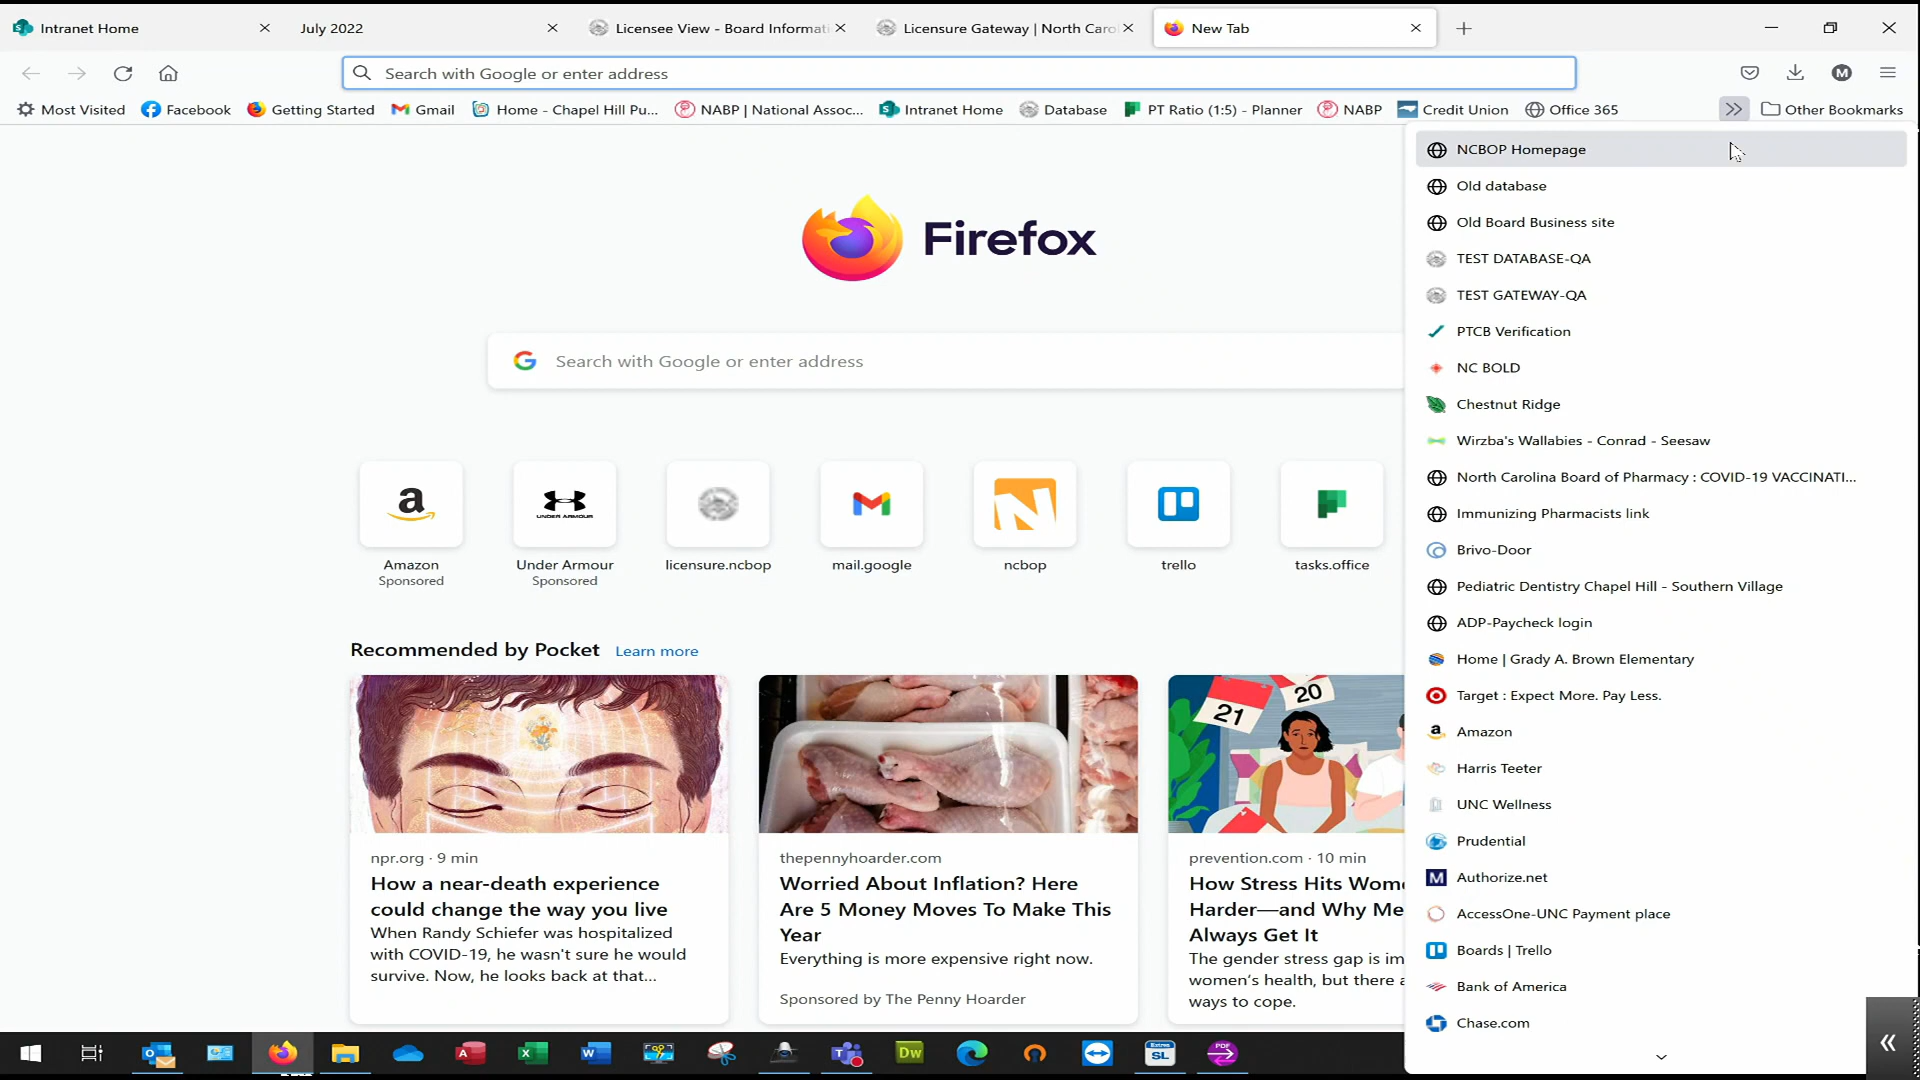 Intranet Home
July 2022
Licensee View - Board Informati
Licensure Gateway | North Carol
New Tab
Search with Google or enter address
M
Most Visited
Facebook
Getting Started
Gmail
Home - Chapel Hill Pu...
NABP | National Assoc...
Intranet Home
Database
PT Ratio (1:5) - Planner
NABP
Credit Union
Office 365
Other Bookmarks
NCBOP Homepage
Old database
Old Board Business site
TEST DATABASE-QA
TEST GATEWAY-QA
PTCB Verification
NC BOLD
Chestnut Ridge
Wirzba's Wallabies - Conrad - Seesaw
North Carolina Board of Pharmacy : COVID-19 VACCINATI...
Immunizing Pharmacists link
Brivo-Door
Pediatric Dentistry Chapel Hill - Southern Village
ADP-Paycheck login
Home | Grady A. Brown Elementary
Target : Expect More. Pay Less.
Amazon
Harris Teeter
UNC Wellness
Prudential
Authorize.net
AccessOne-UNC Payment place
Boards | Trello
Bank of America
Chase.com
Firefox
Search with Google or enter address
UNDER ARMOUR
Amazon
Sponsored
Under Armour
Sponsored
licensure.ncbop
mail.google
ncbop
trello
tasks.office
Recommended by Pocket
Learn more
20
21
npr.org · 9 min
How a near-death experience
could change the way you live
When Randy Schiefer was hospitalized
with COVID-19, he wasn't sure he would
survive. Now, he looks back at that...
thepennyhoarder.com
Worried About Inflation? Here
Are 5 Money Moves To Make This
Year
Everything is more expensive right now.
Sponsored by The Penny Hoarder
prevention.com · 10 min
How Stress Hits Wome
Harder—and Why Me
Always Get It
The gender stress gap is im
women's health, but there a
ways to cope.
Dw
Extron
SL
PDF